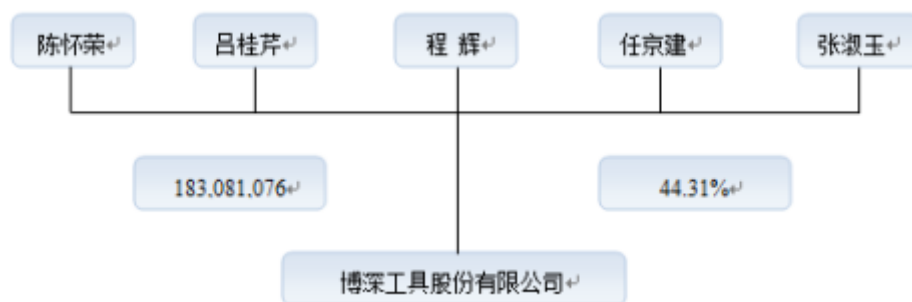 陈怀荣
吕桂芹
程 辉
任京建
张淑玉
183,081,076
44.31%
博深工具股份有限公司